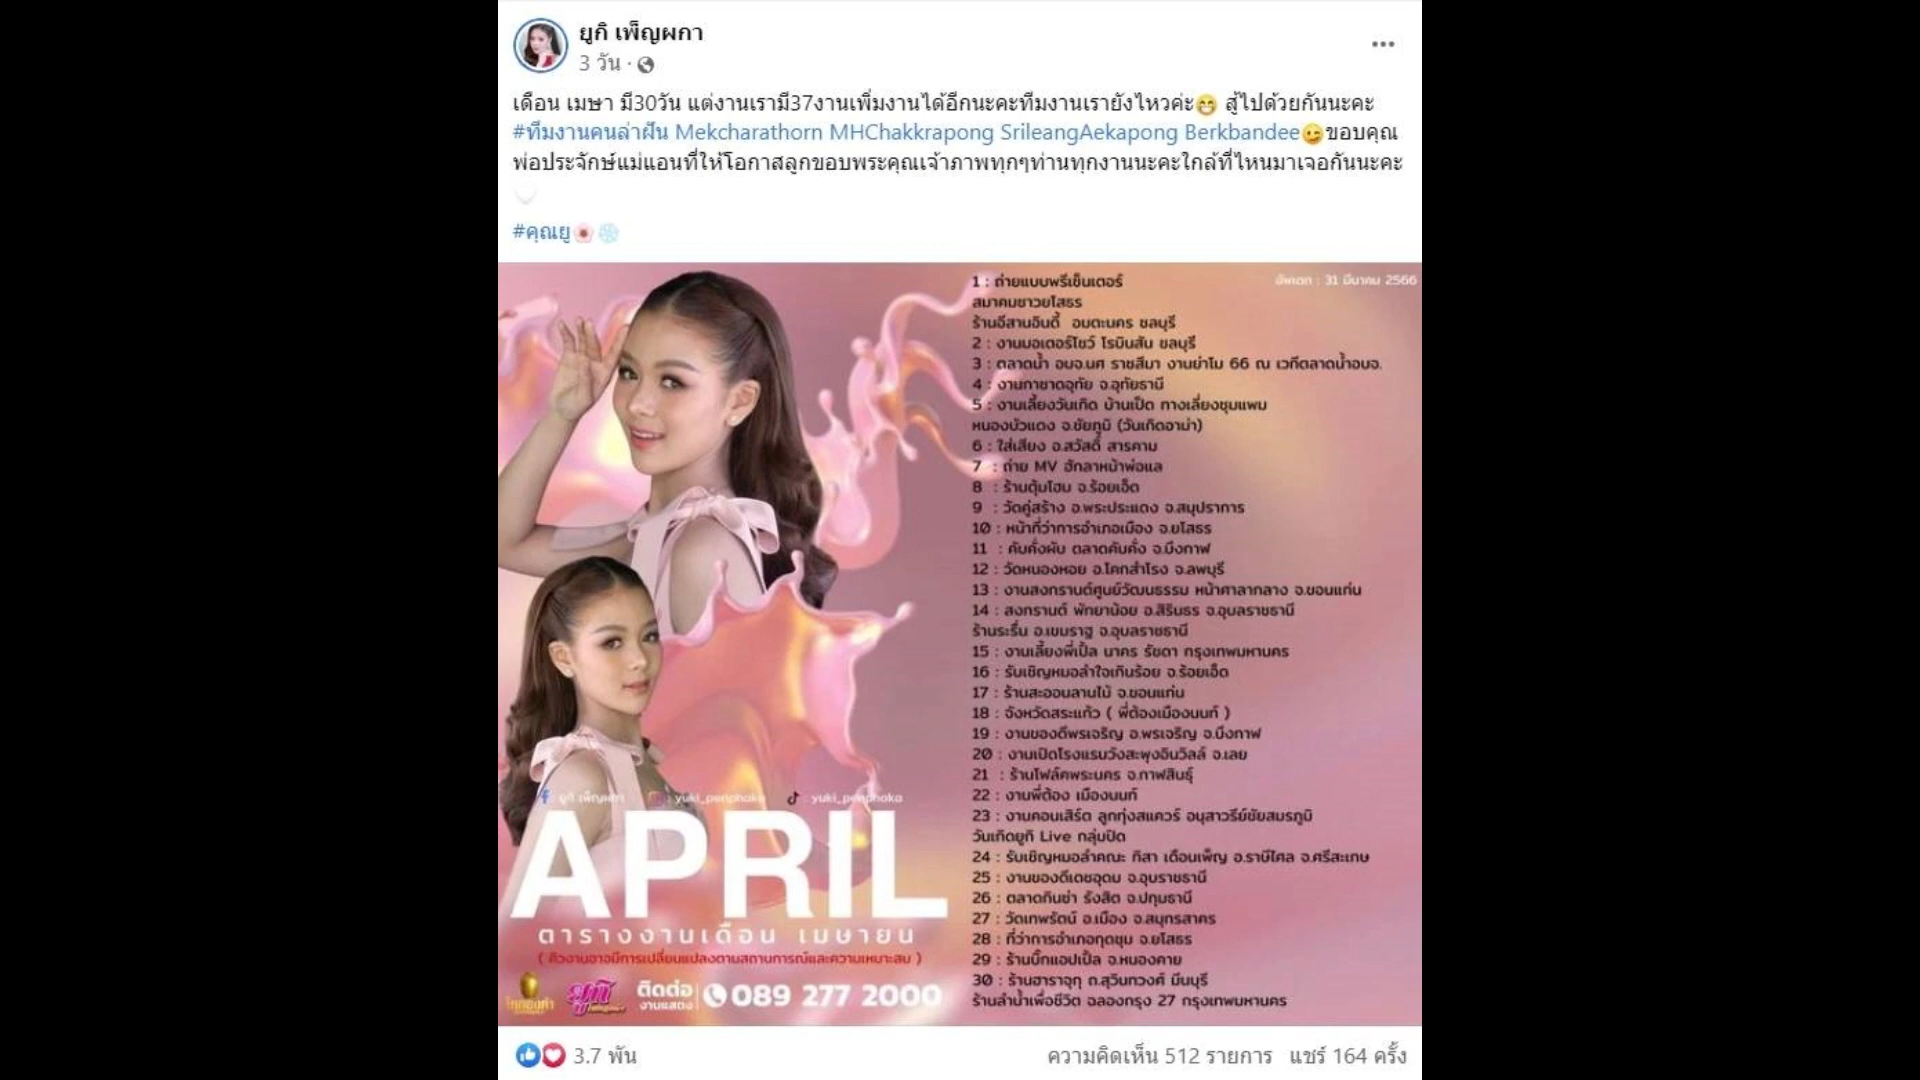 ยูกิ เพ็ญผกา
3 วัน ·
เดือน เมษา มี30วัน แต่งานเรามี37งานเพิ่มงานได้อีกนะคะทีมงานเรายังไหวค่ะ😁 สู้ไปด้วยกันนะคะ
#ทีมงานคนล่าฝัน Mekcharathorn MHChakkrapong SrileangAekapong Berkbandee😜ขอบคุณ
พ่อประจักษ์แม่แอนที่ให้โอกาสลูกขอบพระคุณเจ้าภาพทุกๆท่านทุกงานนะคะใกล้ที่ไหนมาเจอกันนะคะ
🤍
#คุณยู🌸❄️
อัพเดท : 31 มีนาคม 2566
1 : ถ่ายแบบพรีเซ็นเตอร์
สมาคมชาวยโสธร
ร้านอีสานอินดี้ อมตะนคร ชลบุรี
2 : งานมอเตอร์โชว์ โรบินสัน ชลบุรี
3 : ตลาดน้ำ อบจ.นศ ราชสีมา งานย่าโม 66 ณ เวทีตลาดน้ำอบจ.
4 : งานกาชาดอุทัย จ.อุทัยธานี
5 : งานเลี้ยงวันเกิด บ้านเป็ด ทางเลี่ยงชุมแพม
หนองบัวแดง จ.ชัยภูมิ (วันเกิดอาม่า)
6 : ใส่เสียง อ.สวัสดิ์ สารคาม
7 : ถ่าย MV ฮักลาหน้าพ่อแล
8 : ร้านตุ้มโฮม จ.ร้อยเอ็ด
9 : วัดคู่สร้าง อ.พระประแดง จ.สมุปราการ
10 : หน้าที่ว่าการอำเภอเมือง จ.ยโสธร
11 : คับคั่งผับ ตลาดคับคั่ง จ.บึงกาฬ
12 : วัดหนองหอย อ.โคกสำโรง จ.ลพบุรี
13 : งานสงกรานต์ศูนย์วัฒนธรรม หน้าศาลากลาง จ.ขอนแก่น
14 : สงกรานต์ พัทยาน้อย อ.สิรินธร จ.อุบลราชธานี
ร้านระรื่น อ.เขมราฐ จ.อุบลราชธานี
15 : งานเลี้ยงพี่เปิ้ล นาคร รัชดา กรุงเทพมหานคร
16 : รับเชิญหมอลำใจเกินร้อย จ.ร้อยเอ็ด
17 : ร้านสะออนลานไม้ จ.ขอนแก่น
18 : จังหวัดสระแก้ว ( พี่ต้องเมืองนนท์ )
19 : งานของดีพรเจริญ อ.พรเจริญ จ.บึงกาฬ
20 : งานเปิดโรงแรมวังสะพุงอินวิลล์ จ.เลย
21 : ร้านโฟล์คพระนคร จ.กาฬสินธุ์
22 : งานพี่ต้อง เมืองนนท์
23 : งานคอนเสิร์ต ลูกทุ่งสแควร์ อนุสาวรีย์ชัยสมรภูมิ
วันเกิดยูกิ Live กลุ่มปิด
24 : รับเชิญหมอลำคณะ ทิสา เดือนเพ็ญ อ.ราษีไศล จ.ศรีสะเกษ
25 : งานของดีเดชอุดม จ.อุบราชธานี
26 : ตลาดกินซ่า รังสิต จ.ปทุมธานี
27 : วัดเทพรัตน์ อ.เมือง จ.สมุทรสาคร
28 : ที่ว่าการอำเภอกุดชุม จ.ยโสธร
29 : ร้านบิ๊กแอปเปิ้ล จ.หนองคาย
30 : ร้านฮาราจุกุ ถ.สุวินทวงศ์ มีนบุรี
ร้านลำน้ำเพื่อชีวิต ฉลองกรุง 27 กรุงเทพมหานคร
ยูกิ เพ็ญผกา yuki_penphaka : yuki_penphaka
APRIL
ตารางงานเดือน เมษายน
( คิวงานอาจมีการเปลี่ยนแปลงตามสถานการณ์และความเหมาะสม )
ยูกิ
ติดต่อ
งานแสดง
089 277 2000
3.7 พัน
ความคิดเห็น 512 รายการ แชร์ 164 ครั้ง